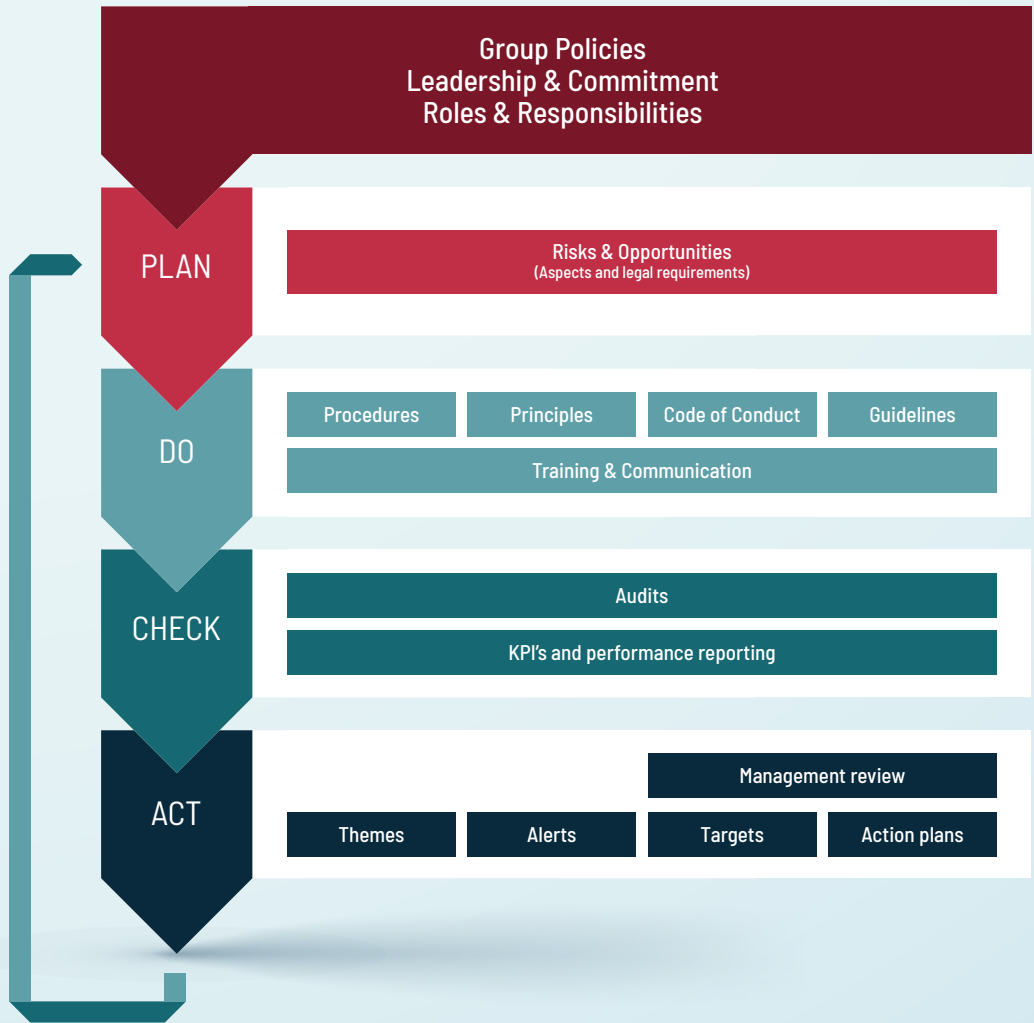 Group Policies
Leadership & Commitment
Roles & Responsibilities
PLAN
Risks & Opportunities
(Aspects and legal requirements)
DO
Procedures
Principles
Code of Conduct
Guidelines
Training & Communication
CHECK
Audits
KPI's and performance reporting
ACT
Management review
Themes
Alerts
Targets
Action plans